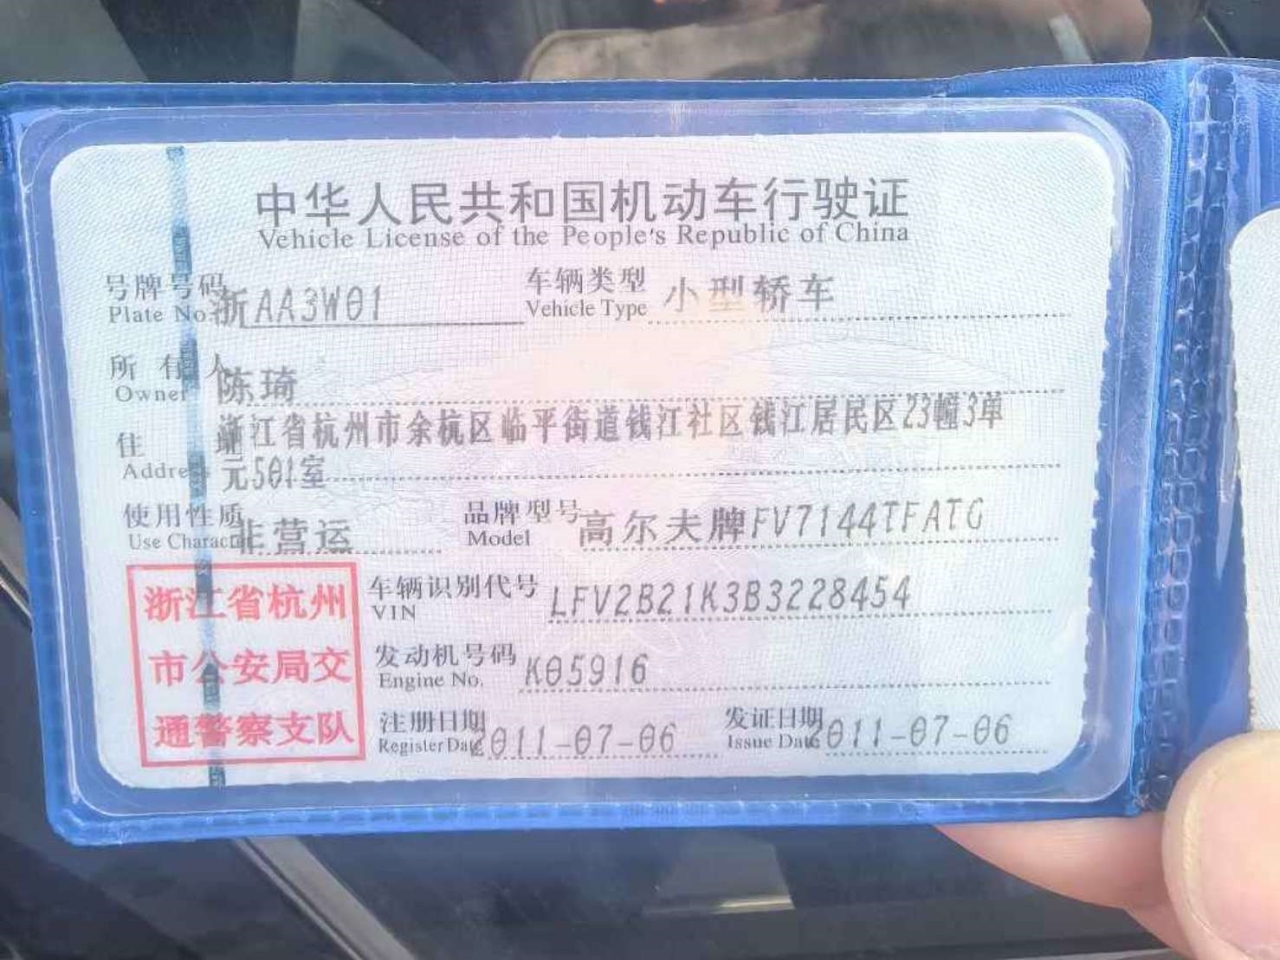 中华人民共和国机动车行驶证
Vehicle License of the People's Republic of China
号牌号码 浙AA3W01 车辆类型 小型轿车
Plate No. Vehicle Type
所有人 陈琦
Owner
住 浙江省杭州市余杭区临平街道钱江社区钱江居民区23幢3单
Addre 元501室
使用性质 非营运 品牌型号 高尔夫牌FV7144TFATG
Use Charact Model
浙江省杭州
市公安局交
通警察支队
车辆识别代号 LFV2B21K3B3228454
VIN
发动机号码 K05916
Engine No.
注册日期 2011-07-06 发证日期 2011-07-06
Register Date Issue Date